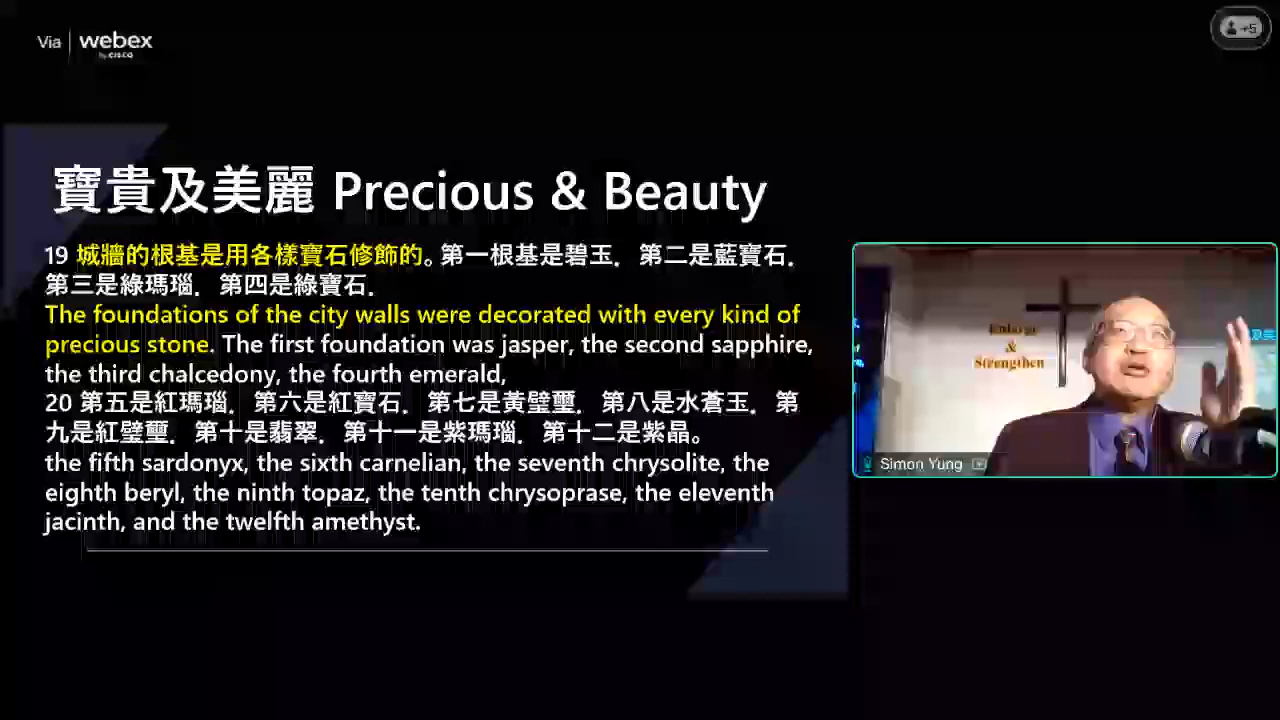 Via
webex
by CISCO
+5
寶貴及美麗 Precious & Beauty
19 城牆的根基是用各樣寶石修飾的。第一根基是碧玉．第二是藍寶石．
第三是綠瑪瑙．第四是綠寶石．
The foundations of the city walls were decorated with every kind of
precious stone. The first foundation was jasper, the second sapphire,
the third chalcedony, the fourth emerald,
20 第五是紅瑪瑙．第六是紅寶石．第七是黃璧璽．第八是水蒼玉．第
九是紅璧璽．第十是翡翠．第十一是紫瑪瑙．第十二是紫晶。
the fifth sardonyx, the sixth carnelian, the seventh chrysolite, the
eighth beryl, the ninth topaz, the tenth chrysoprase, the eleventh
jacinth, and the twelfth amethyst.
Enlarge
&
Strengthen
Simon Yung